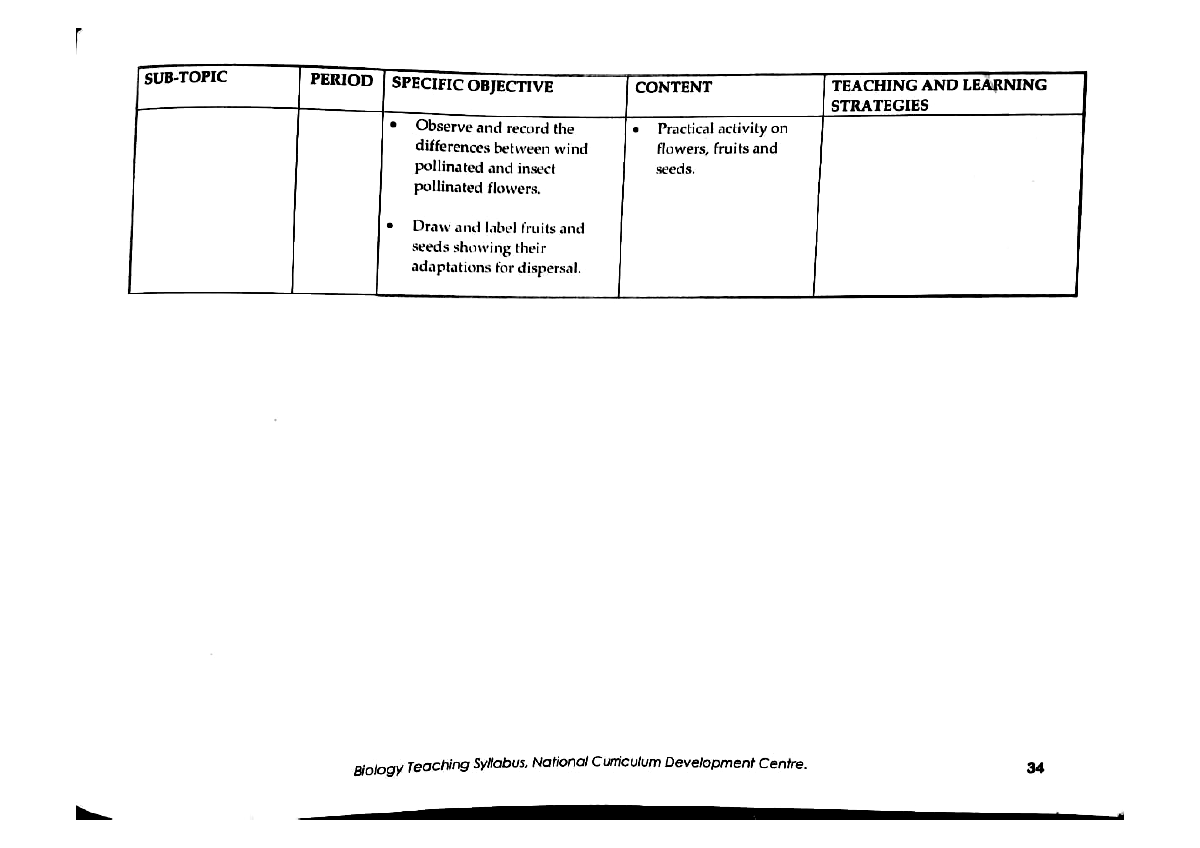 SUB-TOPIC
PERIOD
SPECIFIC OBJECTIVE
CONTENT
TEACHING AND LEARNING
STRATEGIES
• Observe and record the
differences between wind
pollinated and insect
pollinated flowers.
• Draw and label fruits and
seeds showing their
adaptations for dispersal.
• Practical activity on
flowers, fruits and
seeds.
Biology Teaching Syllabus, National Curriculum Development Centre.
34